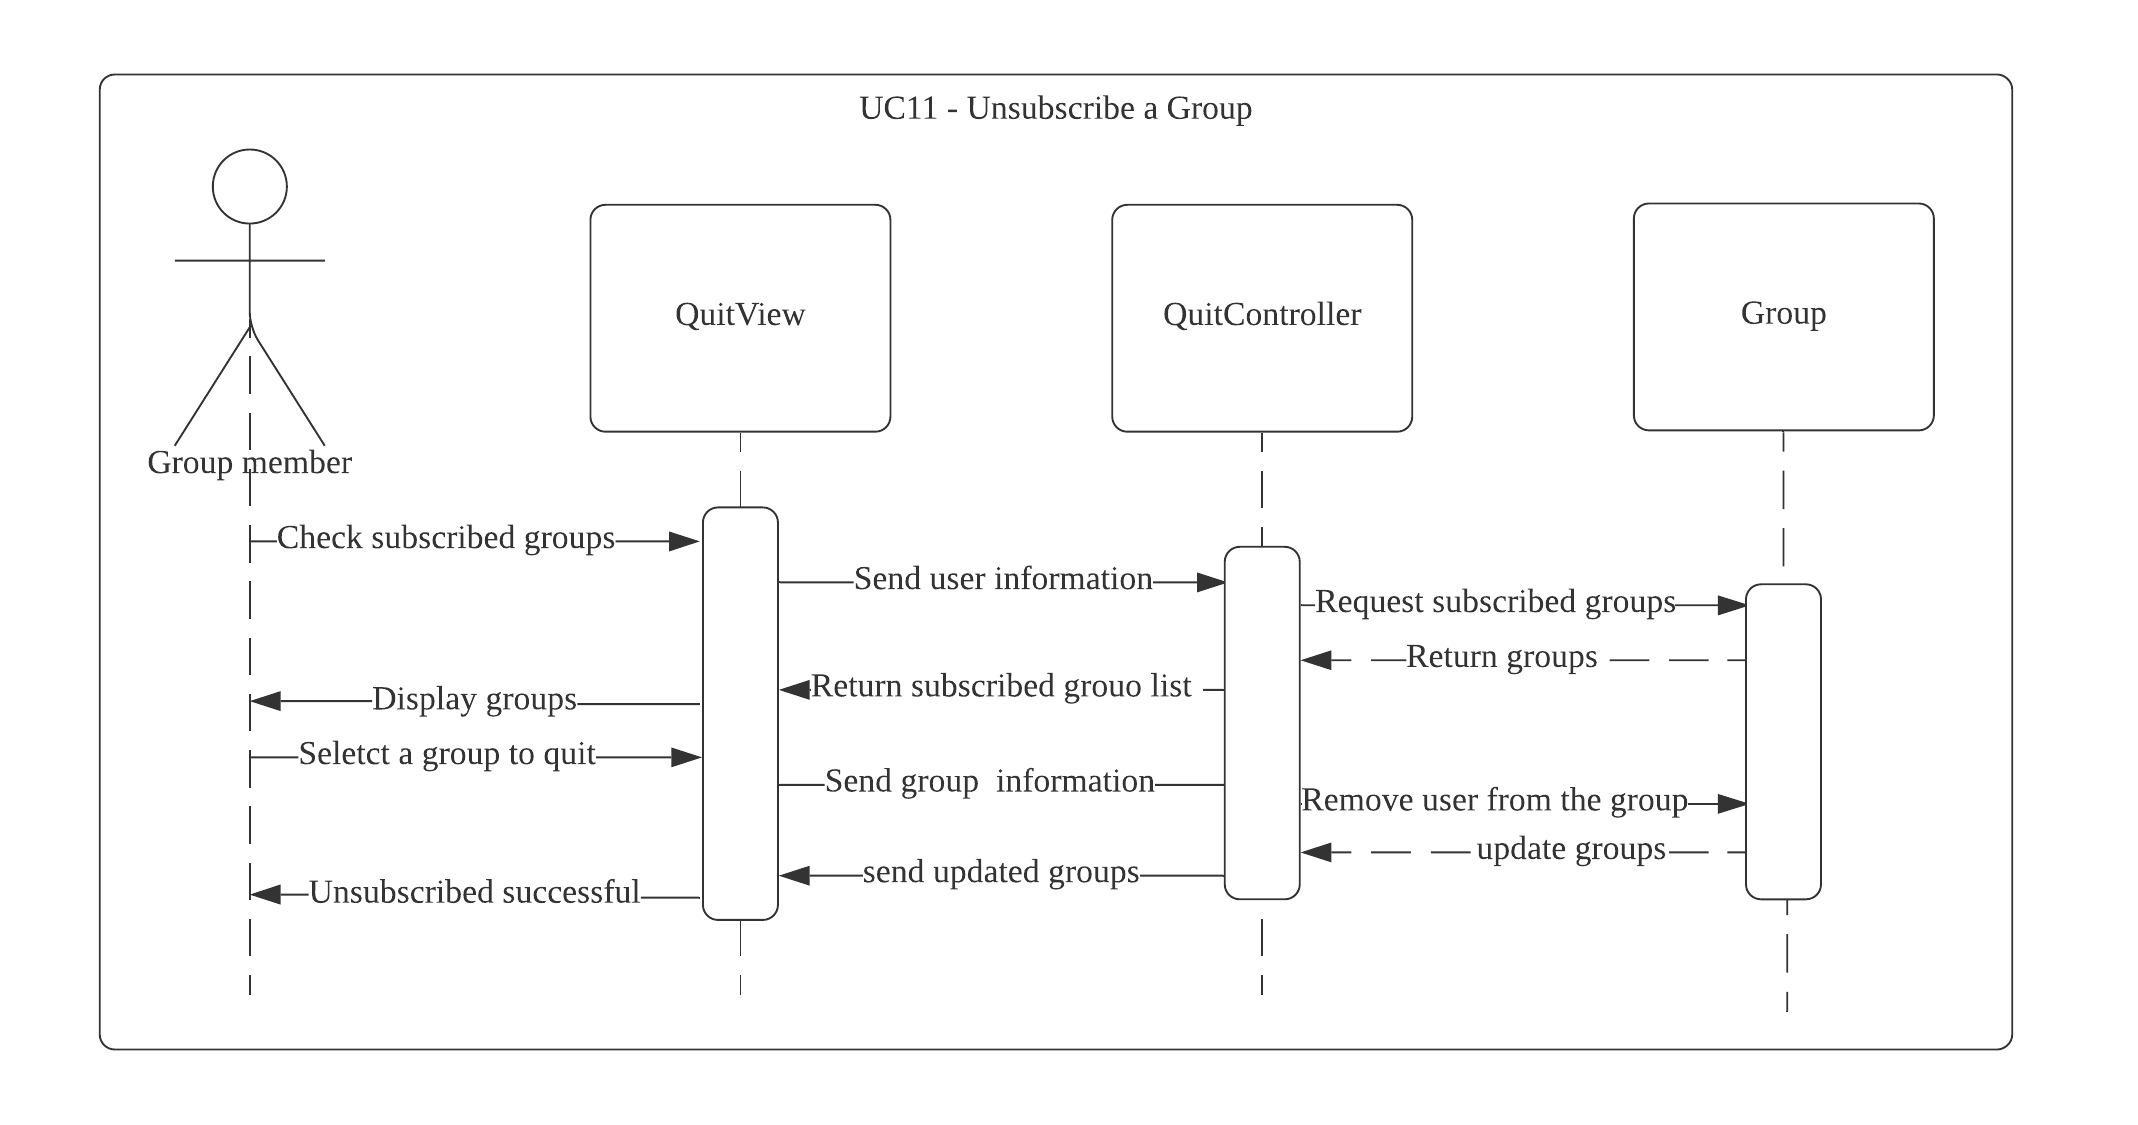 UC11 - Unsubscribe a Group
QuitView
QuitController
Group
Group member
Check subscribed groups
Send user information
Request subscribed groups
Return groups
Return subscribed grouo list
Display groups
Seletct a group to quit
Send group  information
Remove user from the group
update groups
send updated groups
Unsubscribed successful